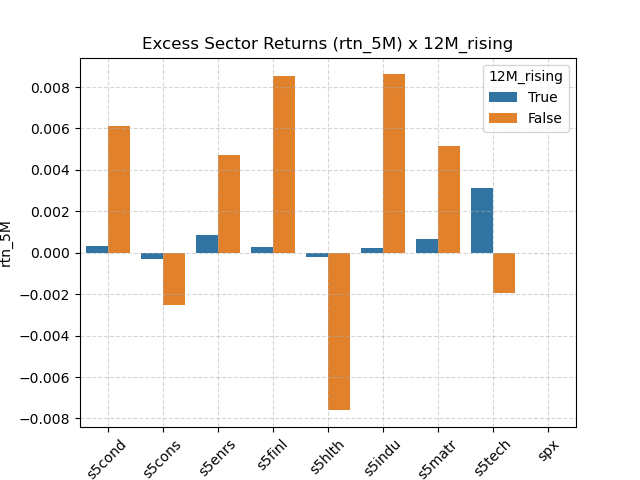 Excess Sector Returns (rtn_5M) x 12M_rising
12M_rising
True
False
0.008
0.006
0.004
0.002
0.000
−0.002
−0.004
−0.006
−0.008
rtn_5M
s5cond
s5cons
s5enrs
s5finl
s5hlth
s5indu
s5matr
s5tech
spx